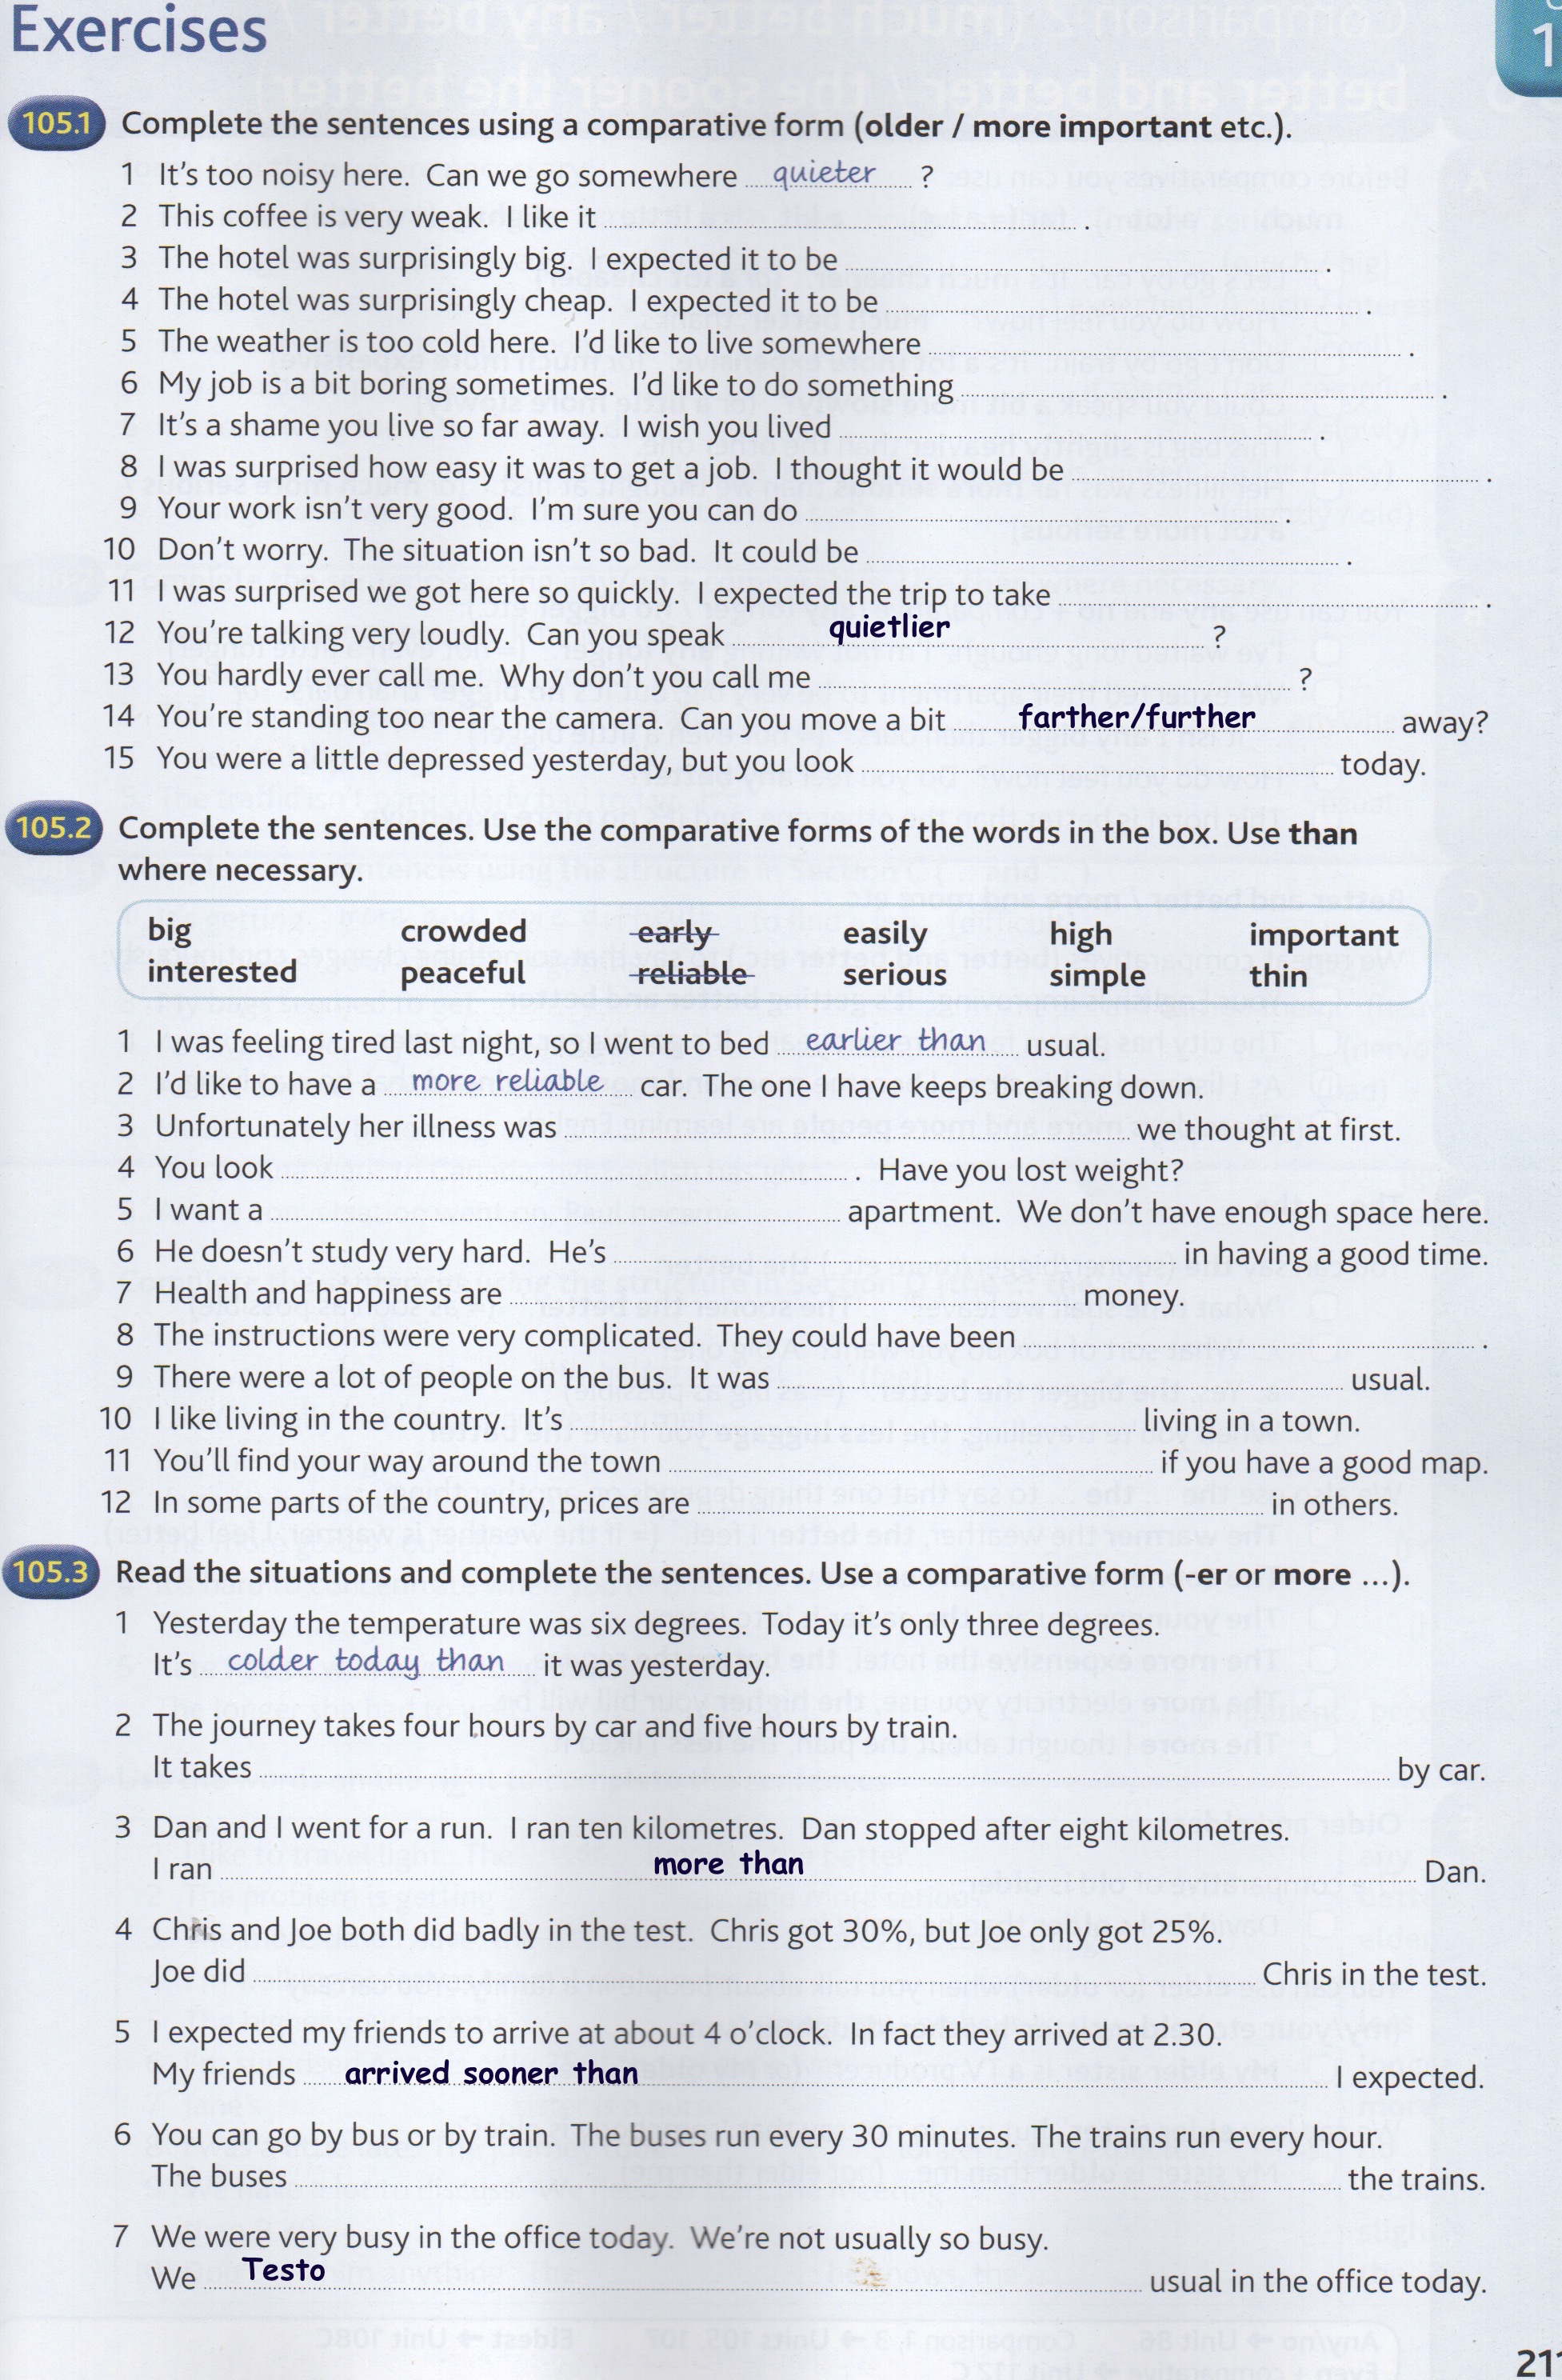 Exercises
1
105.1 Complete the sentences using a comparative form (older / more important etc.).
1 It's too noisy here. Can we go somewhere quieter ?
2 This coffee is very weak. I like it .
3 The hotel was surprisingly big. I expected it to be .
4 The hotel was surprisingly cheap. I expected it to be .
5 The weather is too cold here. I'd like to live somewhere .
6 My job is a bit boring sometimes. I'd like to do something .
7 It's a shame you live so far away. I wish you lived .
8 I was surprised how easy it was to get a job. I thought it would be .
9 Your work isn't very good. I'm sure you can do .
10 Don't worry. The situation isn't so bad. It could be .
11 I was surprised we got here so quickly. I expected the trip to take .
12 You're talking very loudly. Can you speak quietlier ?
13 You hardly ever call me. Why don't you call me ?
14 You're standing too near the camera. Can you move a bit farther/further away?
15 You were a little depressed yesterday, but you look today.
105.2 Complete the sentences. Use the comparative forms of the words in the box. Use than
where necessary.
big crowded early easily high important
interested peaceful reliable serious simple thin
1 I was feeling tired last night, so I went to bed earlier than usual.
2 I'd like to have a more reliable car. The one I have keeps breaking down.
3 Unfortunately her illness was we thought at first.
4 You look . Have you lost weight?
5 I want a apartment. We don't have enough space here.
6 He doesn't study very hard. He's in having a good time.
7 Health and happiness are money.
8 The instructions were very complicated. They could have been .
9 There were a lot of people on the bus. It was usual.
10 I like living in the country. It's living in a town.
11 You'll find your way around the town if you have a good map.
12 In some parts of the country, prices are in others.
105.3 Read the situations and complete the sentences. Use a comparative form (-er or more ...).
1 Yesterday the temperature was six degrees. Today it's only three degrees.
It's colder today than it was yesterday.
2 The journey takes four hours by car and five hours by train.
It takes by car.
3 Dan and I went for a run. I ran ten kilometres. Dan stopped after eight kilometres.
I ran more than Dan.
4 Chris and Joe both did badly in the test. Chris got 30%, but Joe only got 25%.
Joe did Chris in the test.
5 I expected my friends to arrive at about 4 o'clock. In fact they arrived at 2.30.
My friends arrived sooner than I expected.
6 You can go by bus or by train. The buses run every 30 minutes. The trains run every hour.
The buses the trains.
7 We were very busy in the office today. We're not usually so busy.
We Testo usual in the office today.